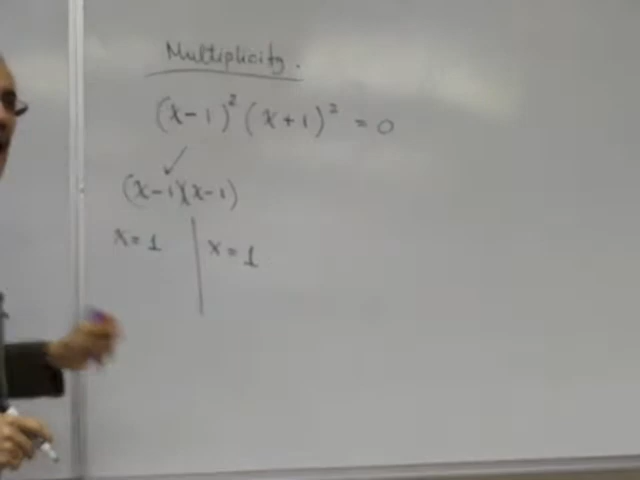 Multiplicity.
(x-1)² (x+1)² = 0
✓
(x-1)(x-1)
x=1 | x=1